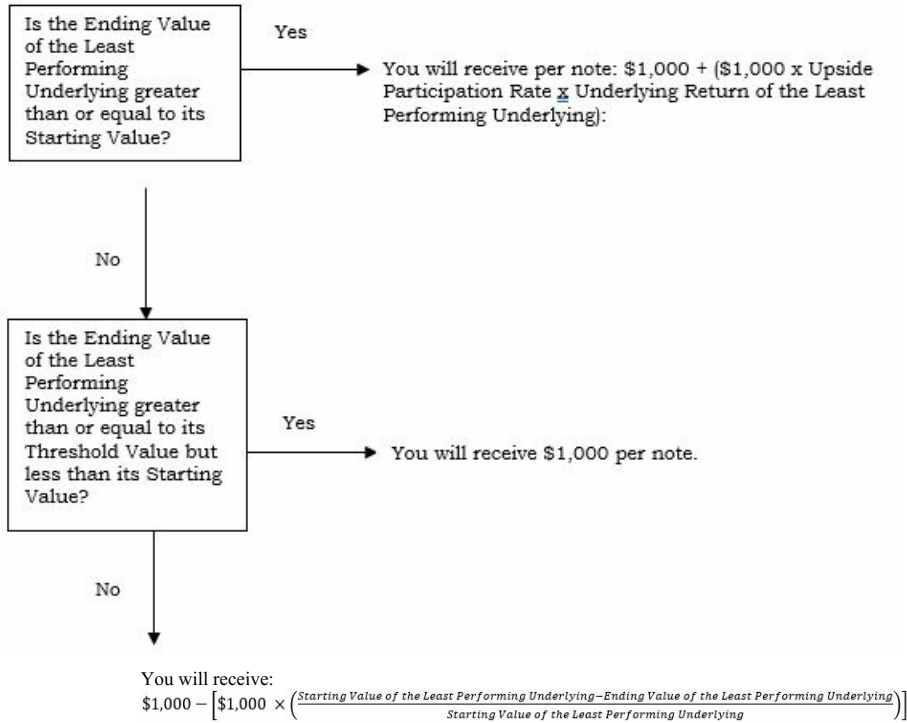 Is the Ending Value
of the Least
Performing
Underlying greater
than or equal to its
Starting Value?
Yes
You will receive per note: $1,000 + ($1,000 x Upside
Participation Rate x Underlying Return of the Least
Performing Underlying):
No
Is the Ending Value
of the Least
Performing
Underlying greater
than or equal to its
Threshold Value but
less than its Starting
Value?
Yes
You will receive $1,000 per note.
No
You will receive:
$1,000 − [$1,000 × (Starting Value of the Least Performing Underlying−Ending Value of the Least Performing Underlying
Starting Value of the Least Performing Underlying)]